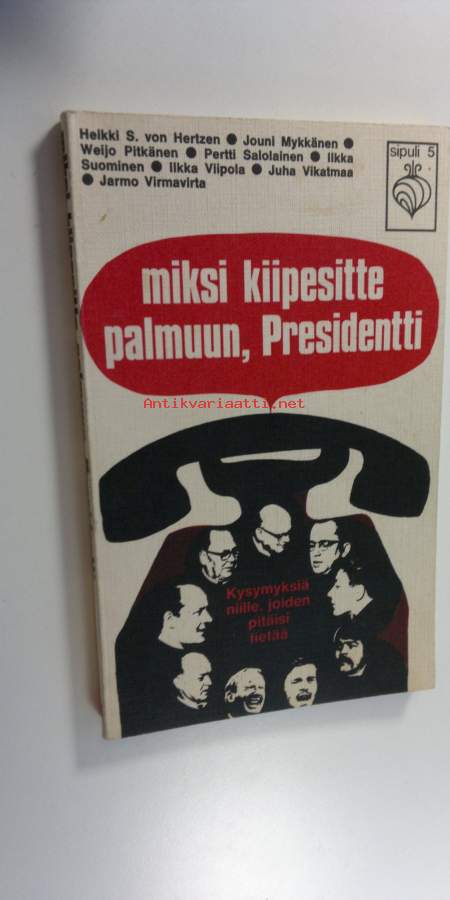 Heikki S. von Hertzen ● Jouni Mykkänen ●
Weijo Pitkänen ● Pertti Salolainen ● Ilkka
Suominen ● Ilkka Viipola ● Juha Vikatmaa
● Jarmo Virmavirta
sipuli 5
miksi kiipesitte
palmuun, Presidentti
Antikvariaatti.net
Kysymyksiä
niille, joiden
pitäisi
tietää